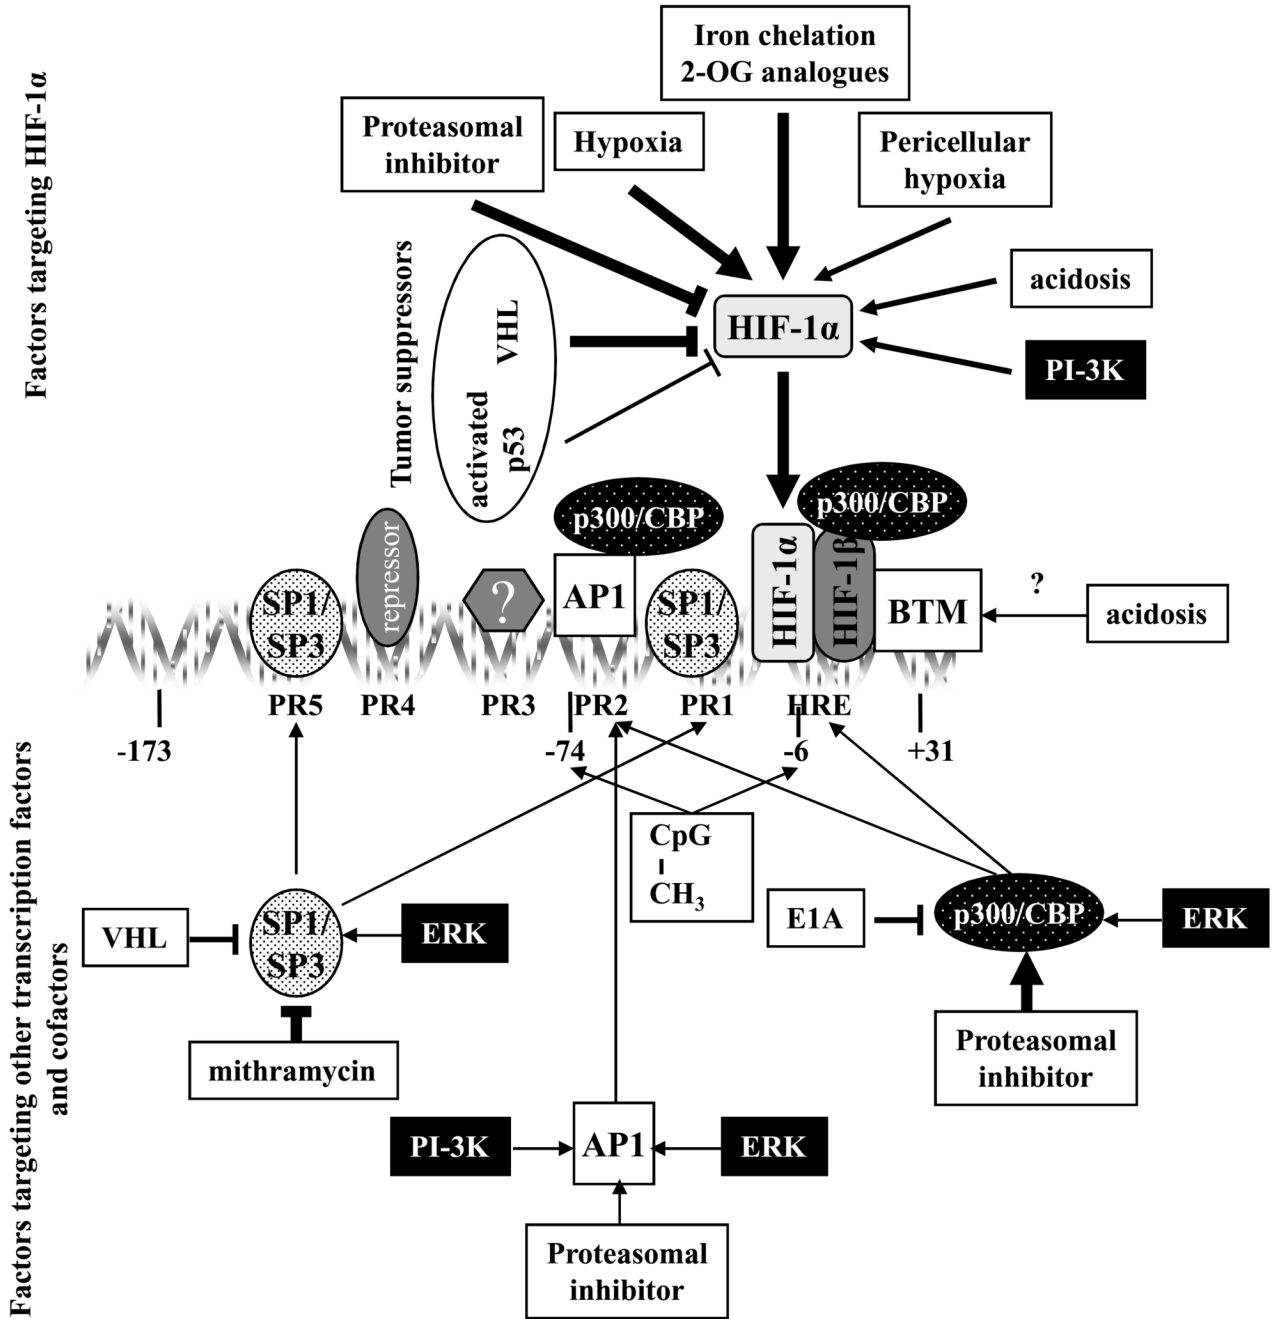 Factors targeting HIF-1α
Iron chelation
2-OG analogues
Proteasomal
inhibitor
Hypoxia
Pericellular
hypoxia
acidosis
PI-3K
HIF-1α
Tumor suppressors
VHL
activated
p53
p300/CBP
p300/CBP
SP1/
SP3
repressor
?
AP1
SP1/
SP3
HIF-1α
HIF-1β
BTM
?
acidosis
PR5
PR4
PR3
PR2
PR1
HRE
-173
-74
-6
+31
Factors targeting other transcription factors
and cofactors
CpG
CH3
VHL
SP1/
SP3
ERK
mithramycin
E1A
p300/CBP
ERK
Proteasomal
inhibitor
PI-3K
AP1
ERK
Proteasomal
inhibitor